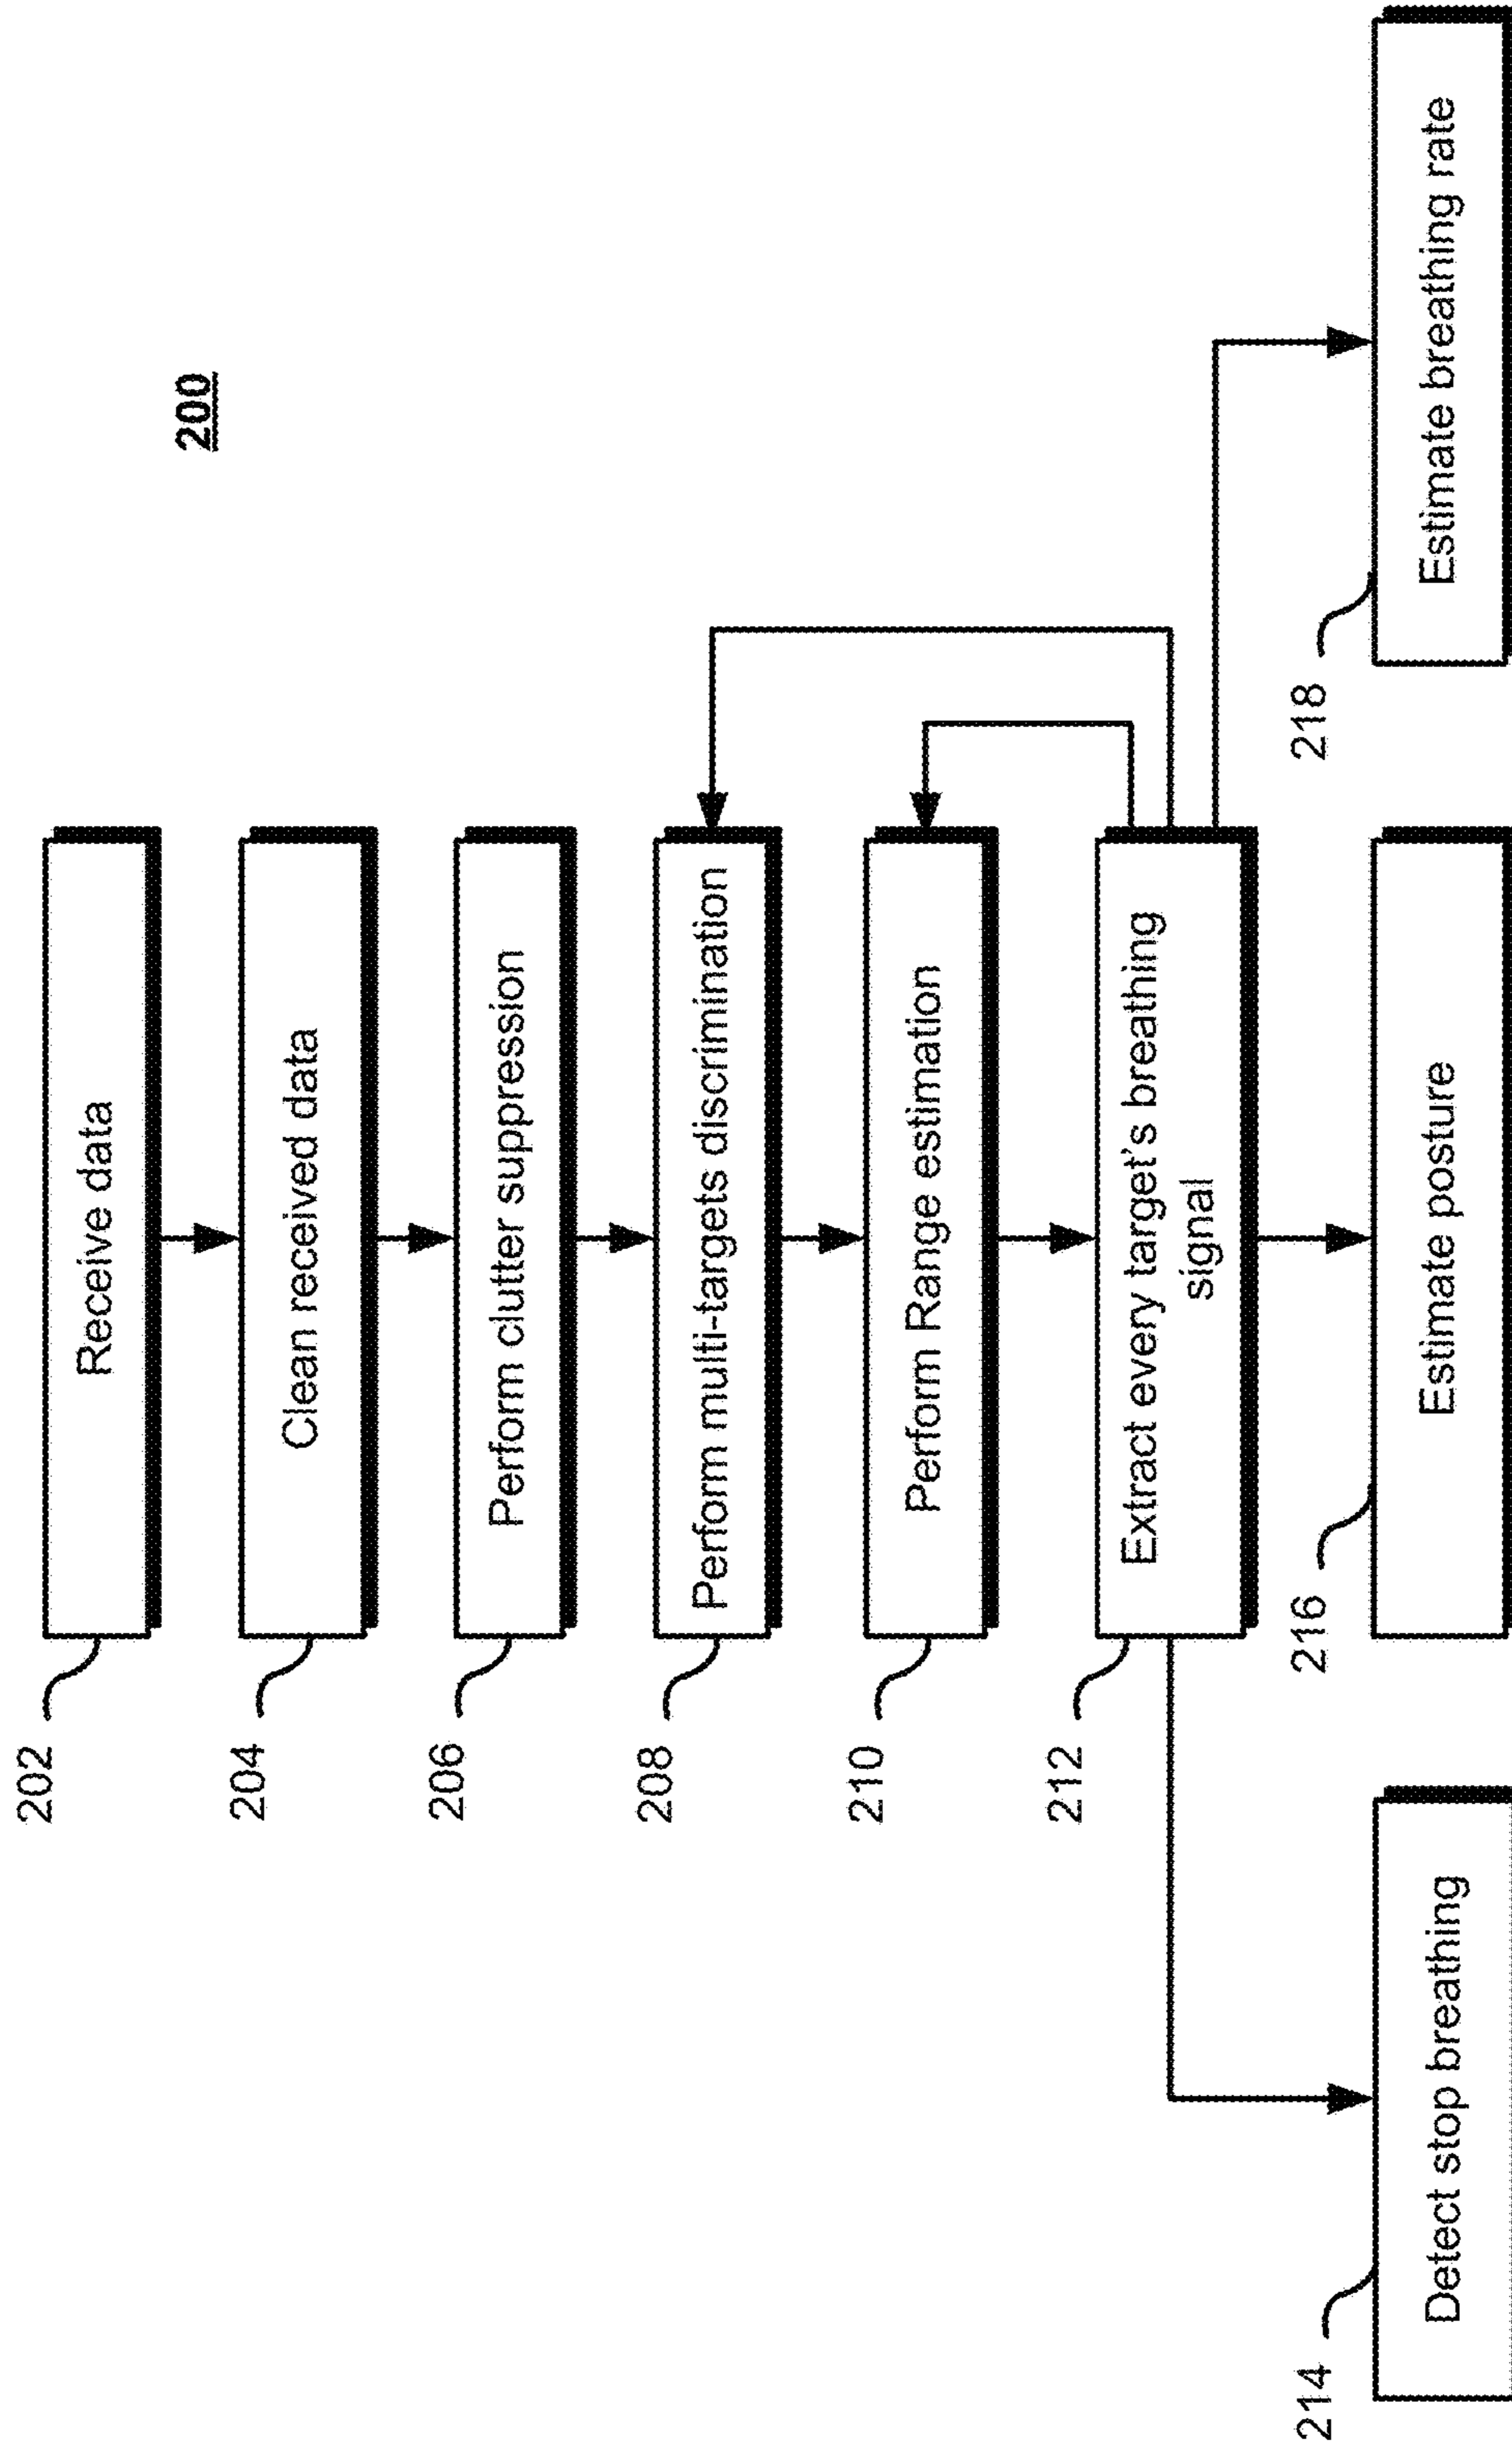 200
202
Receive data
204
Clean received data
206
Perform clutter suppression
208
Perform multi-targets discrimination
210
Perform Range estimation
212
Extract every target's breathing
signal
214
Detect stop breathing
216
Estimate posture
218
Estimate breathing rate